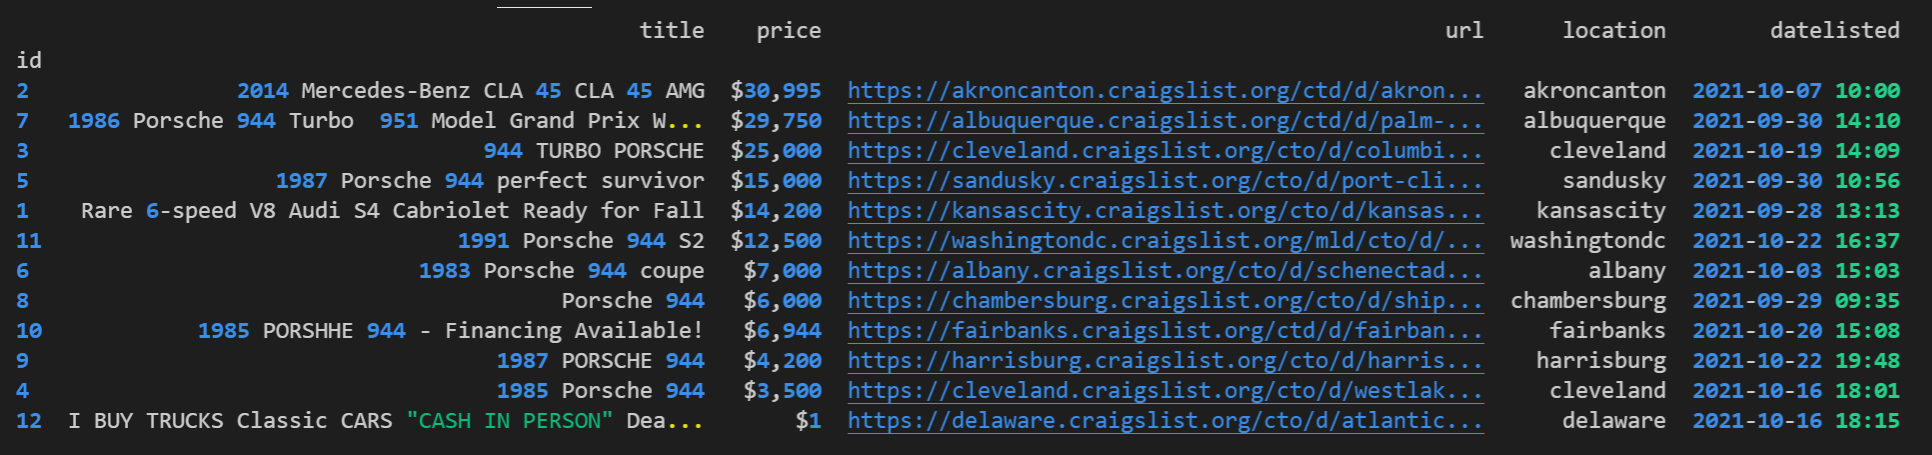 title price url location datelisted
id
2 2014 Mercedes-Benz CLA 45 CLA 45 AMG $30,995 https://akroncanton.craigslist.org/ctd/d/akron... akroncanton 2021-10-07 10:00
7 1986 Porsche 944 Turbo  951 Model Grand Prix W... $29,750 https://albuquerque.craigslist.org/ctd/d/palm-... albuquerque 2021-09-30 14:10
3 944 TURBO PORSCHE $25,000 https://cleveland.craigslist.org/cto/d/columbi... cleveland 2021-10-19 14:09
5 1987 Porsche 944 perfect survivor $15,000 https://sandusky.craigslist.org/cto/d/port-cli... sandusky 2021-09-30 10:56
1 Rare 6-speed V8 Audi S4 Cabriolet Ready for Fall $14,200 https://kansascity.craigslist.org/cto/d/kansas... kansascity 2021-09-28 13:13
11 1991 Porsche 944 S2 $12,500 https://washingtondc.craigslist.org/mld/cto/d/... washingtondc 2021-10-22 16:37
6 1983 Porsche 944 coupe $7,000 https://albany.craigslist.org/cto/d/schenectad... albany 2021-10-03 15:03
8 Porsche 944 $6,000 https://chambersburg.craigslist.org/cto/d/ship... chambersburg 2021-09-29 09:35
10 1985 PORSHHE 944 - Financing Available! $6,944 https://fairbanks.craigslist.org/ctd/d/fairban... fairbanks 2021-10-20 15:08
9 1987 PORSCHE 944 $4,200 https://harrisburg.craigslist.org/cto/d/harris... harrisburg 2021-10-22 19:48
4 1985 Porsche 944 $3,500 https://cleveland.craigslist.org/cto/d/westlak... cleveland 2021-10-16 18:01
12 I BUY TRUCKS Classic CARS "CASH IN PERSON" Dea... $1 https://delaware.craigslist.org/cto/d/atlantic... delaware 2021-10-16 18:15